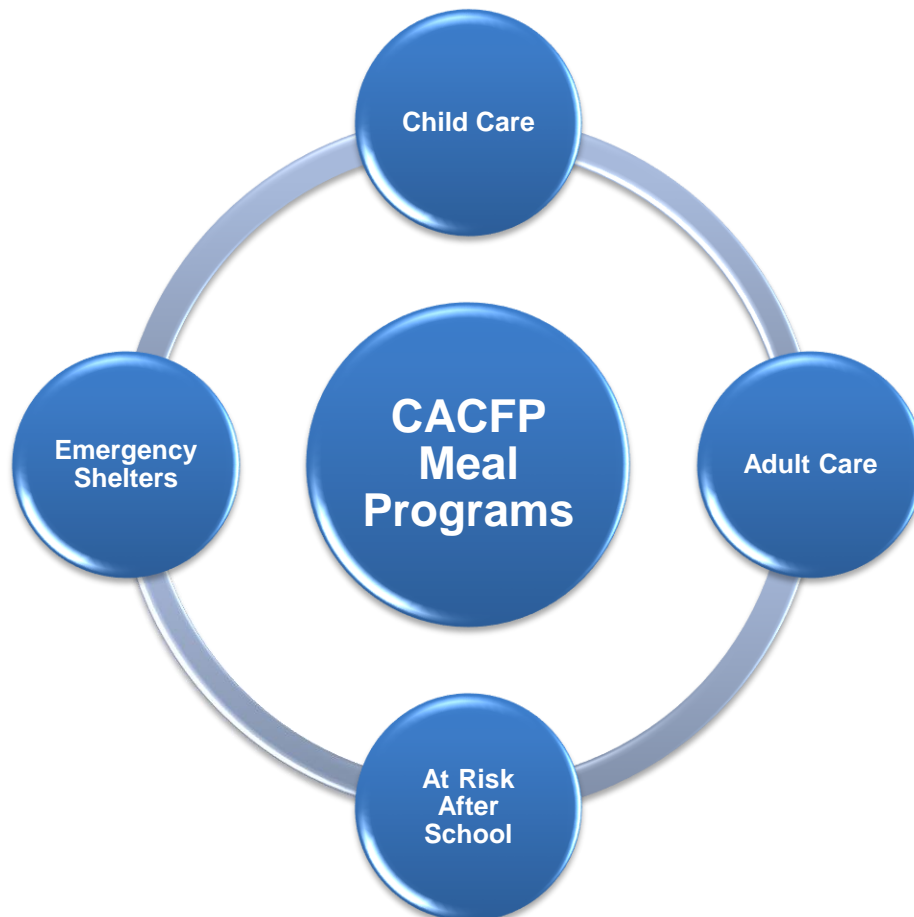 Child Care
Emergency
Shelters
CACFP
Meal
Programs
Adult Care
At Risk
After
School